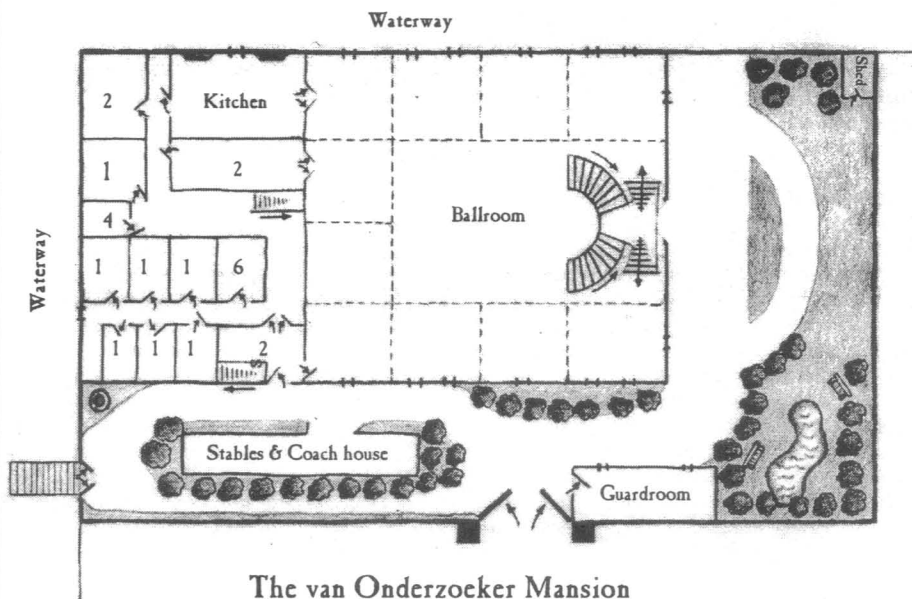 Waterway
Shed
2
Kitchen
1
2
4
Ballroom
Waterway
1
1
1
6
1
1
1
2
S
Stables & Coach house
Guardroom
The van Onderzoeker Mansion